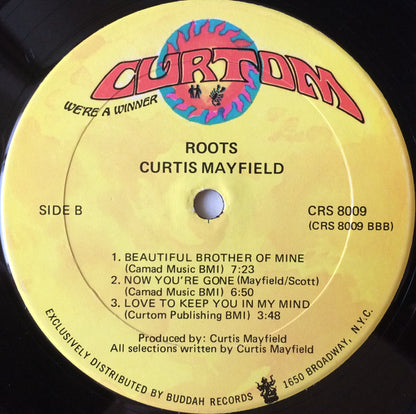 CURTOM
WE'RE A WINNER
ROOTS
CURTIS MAYFIELD
SIDE B
CRS 8009
(CRS 8009 BBB)
1. BEAUTIFUL BROTHER OF MINE
(Camad Music BMI) 7:23
2. NOW YOU'RE GONE (Mayfield/Scott)
(Camad Music BMI) 6:50
3. LOVE TO KEEP YOU IN MY MIND
(Curtom Publishing BMI) 3:48
Produced by: Curtis Mayfield
All selections written by Curtis Mayfield
EXCLUSIVELY DISTRIBUTED BY BUDDAH RECORDS 1650 BROADWAY, N.Y.C.